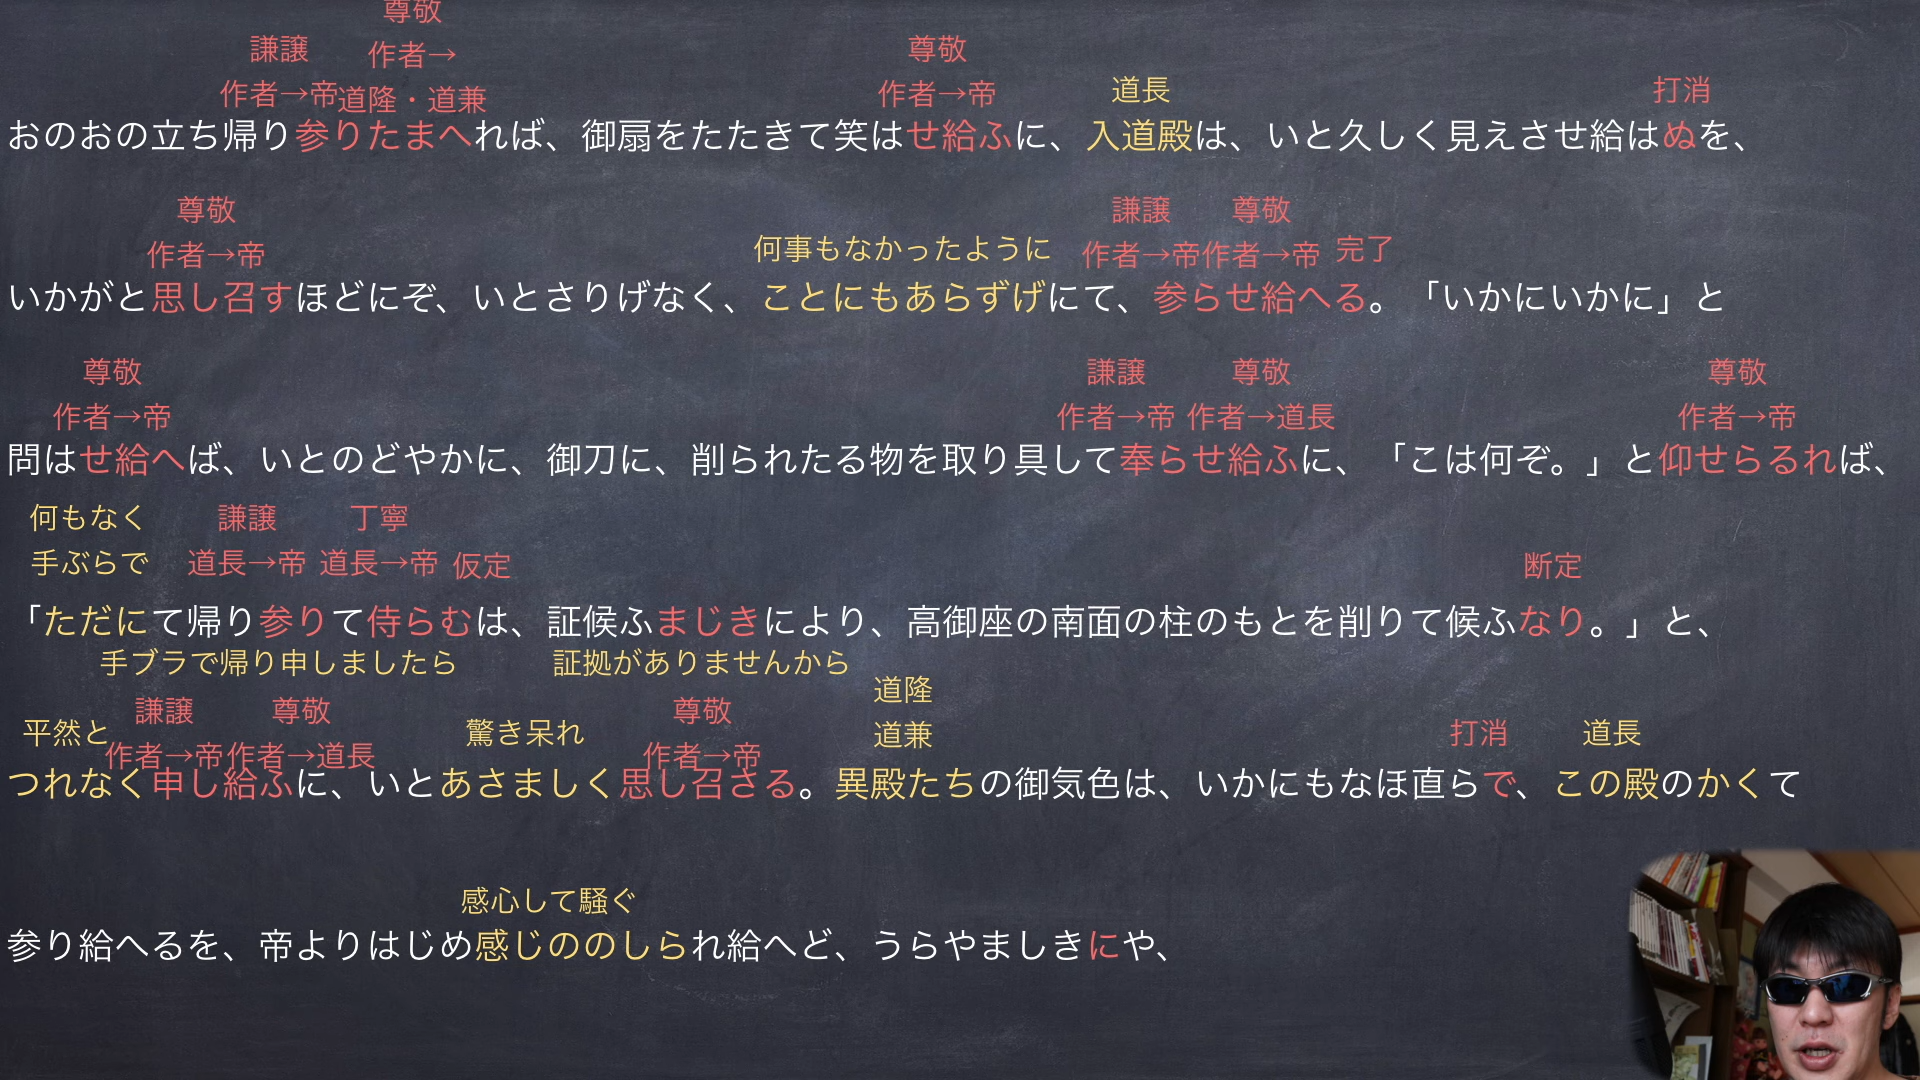 尊敬
謙譲 作者→ 尊敬
作者→帝道隆・道兼 作者→帝 道長 打消
おのおの立ち帰り参りたまへれば、御扇をたたきて笑はせ給ふに、入道殿は、いと久しく見えさせ給はぬを、
尊敬 謙譲 尊敬
作者→帝 何事もなかったように 作者→帝作者→帝 完了
いかがと思し召すほどにぞ、いとさりげなく、ことにもあらずげにて、参らせ給へる。「いかにいかに」と
尊敬 謙譲 尊敬 尊敬
作者→帝 作者→帝 作者→道長 作者→帝
問はせ給へば、いとのどやかに、御刀に、削られたる物を取り具して奉らせ給ふに、「こは何ぞ。」と仰せらるれば、
何もなく 謙譲 丁寧
手ぶらで 道長→帝 道長→帝 仮定 断定
「ただにて帰り参りて侍らむは、証候ふまじきにより、高御座の南面の柱のもとを削りて候ふなり。」と、
手ブラで帰り申しましたら 証拠がありませんから
道隆
平然と 謙譲 尊敬 驚き呆れ 尊敬 道兼 打消 道長
作者→帝作者→道長 作者→帝
つれなく申し給ふに、いとあさましく思し召さる。異殿たちの御気色は、いかにもなほ直らで、この殿のかくて
感心して騒ぐ
参り給へるを、帝よりはじめ感じののしられ給へど、うらやましきにや、